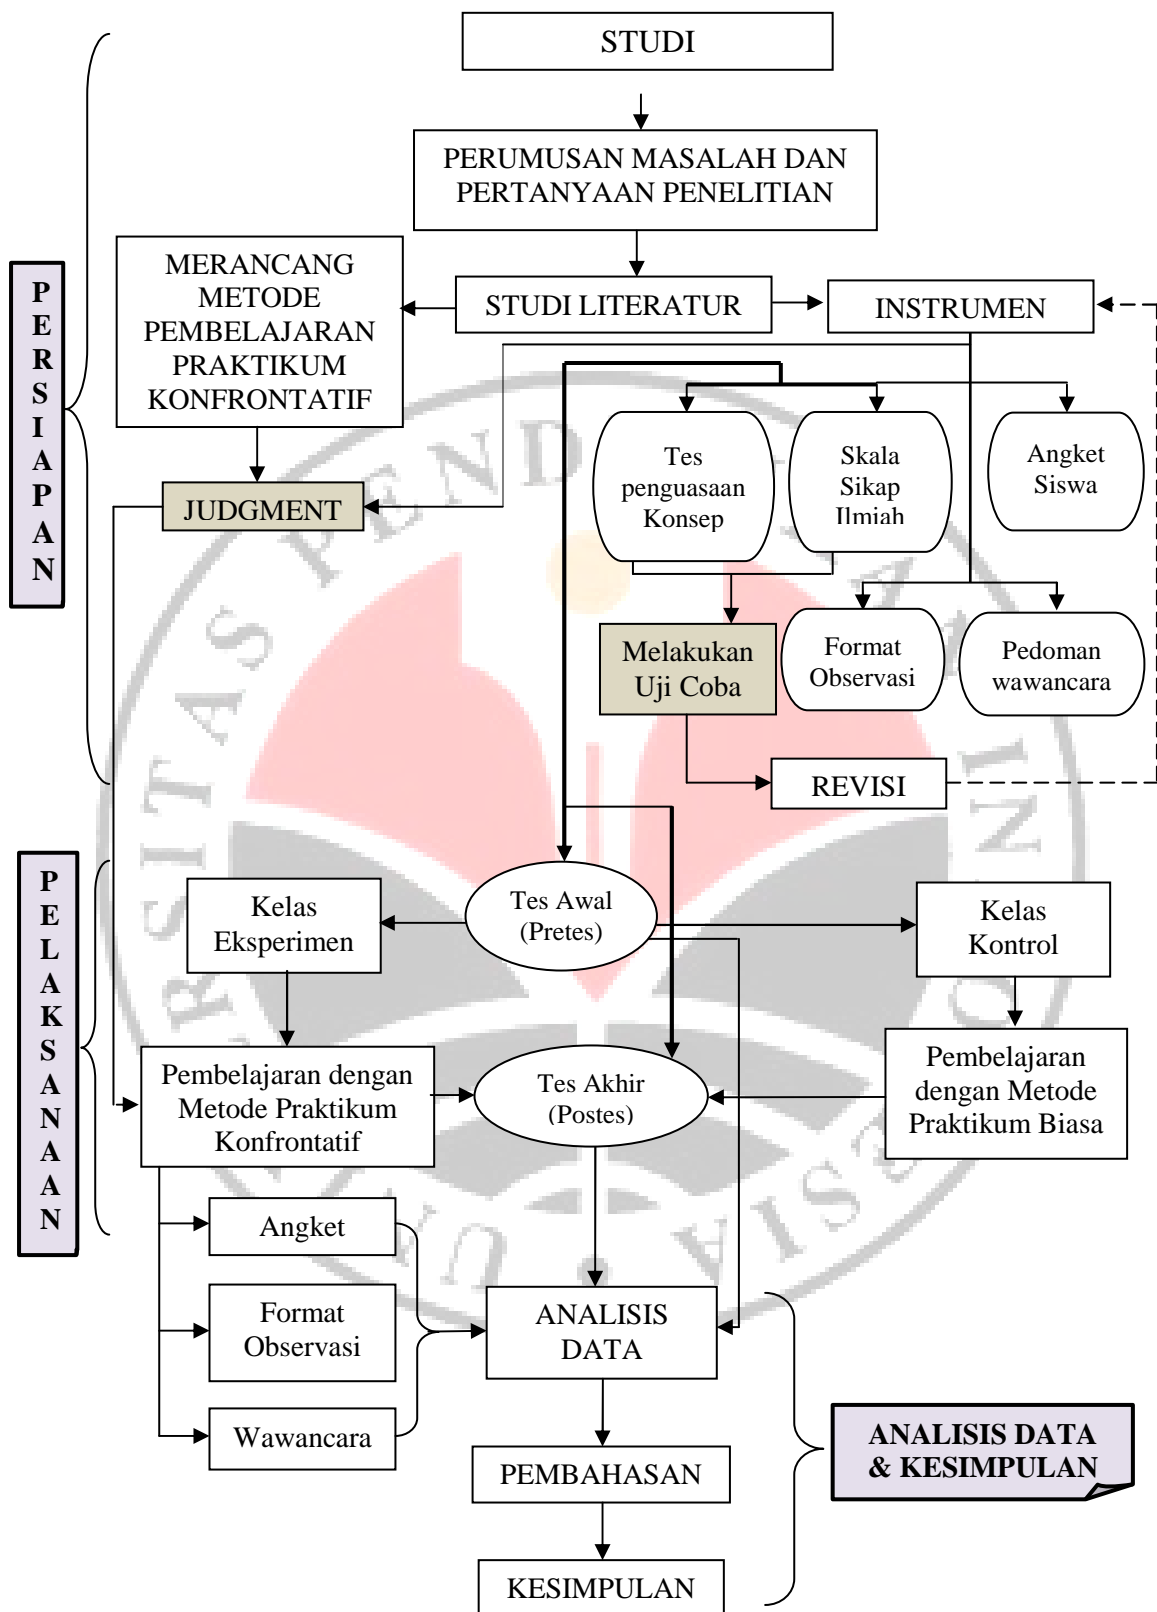 STUDI
PERUMUSAN MASALAH DAN
PERTANYAAN PENELITIAN
MERANCANG
METODE
PEMBELAJARAN
PRAKTIKUM
KONFRONTATIF
STUDI LITERATUR
INSTRUMEN
PERSIAPAN
JUDGMENT
Tes
penguasaan
Konsep
Skala
Sikap
Ilmiah
Angket
Siswa
Melakukan
Uji Coba
Format
Observasi
Pedoman
wawancara
REVISI
PELAKSANAAN
Kelas
Eksperimen
Tes Awal
(Pretes)
Kelas
Kontrol
Pembelajaran dengan
Metode Praktikum
Konfrontatif
Tes Akhir
(Postes)
Pembelajaran
dengan Metode
Praktikum Biasa
Angket
Format
Observasi
Wawancara
ANALISIS
DATA
PEMBAHASAN
KESIMPULAN
ANALISIS DATA
& KESIMPULAN